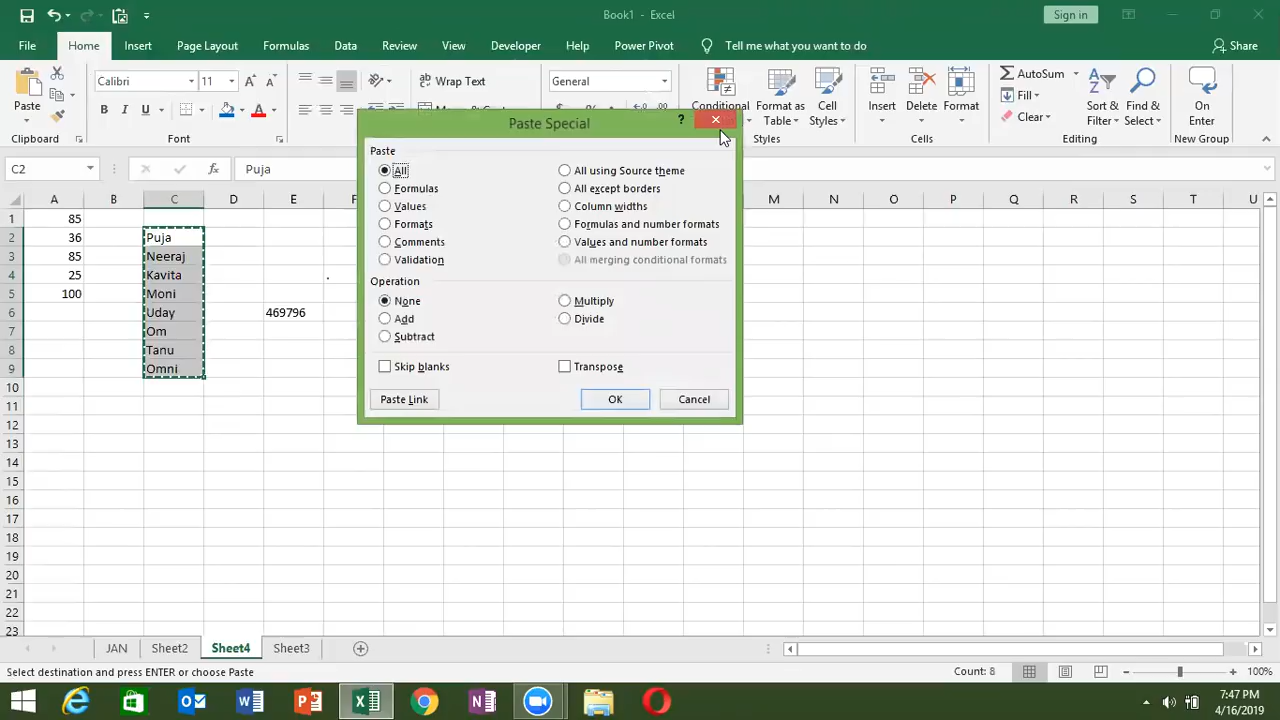 Book1 - Excel
Sign in
File Home Insert Page Layout Formulas Data Review View Developer Help Power Pivot Tell me what you want to do Share
Paste
Calibri 11
Wrap Text
General
Conditional Format as Table Cell Styles
Insert Delete Format
AutoSum
Fill
Clear
Sort & Filter Find & Select
On Enter
Clipboard Font Styles Cells Editing New Group
C2 fx Puja
A B C D E F M N O P Q R S T U
1 85
2 36 Puja
3 85 Neeraj
4 25 Kavita
5 100 Moni
6 Uday 469796
7 Om
8 Tanu
9 Omni
10
11
12
13
14
15
16
17
18
19
20
21
22
23
Paste Special
?
Paste
All All using Source theme
Formulas All except borders
Values Column widths
Formats Formulas and number formats
Comments Values and number formats
Validation All merging conditional formats
Operation
None Multiply
Add Divide
Subtract
Skip blanks Transpose
Paste Link OK Cancel
JAN Sheet2 Sheet4 Sheet3
Select destination and press ENTER or choose Paste Count: 8 100%
7:47 PM
4/16/2019